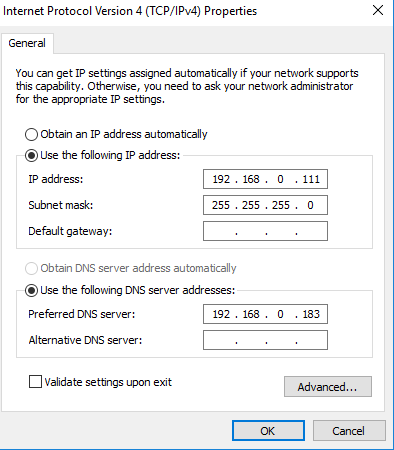 Internet Protocol Version 4 (TCP/IPv4) Properties
General
You can get IP settings assigned automatically if your network supports
this capability. Otherwise, you need to ask your network administrator
for the appropriate IP settings.
Obtain an IP address automatically
Use the following IP address:
IP address: 192 . 168 . 0 . 111
Subnet mask: 255 . 255 . 255 . 0
Default gateway: . . .
Obtain DNS server address automatically
Use the following DNS server addresses:
Preferred DNS server: 192 . 168 . 0 . 183
Alternative DNS server: . . .
Validate settings upon exit
Advanced...
OK Cancel